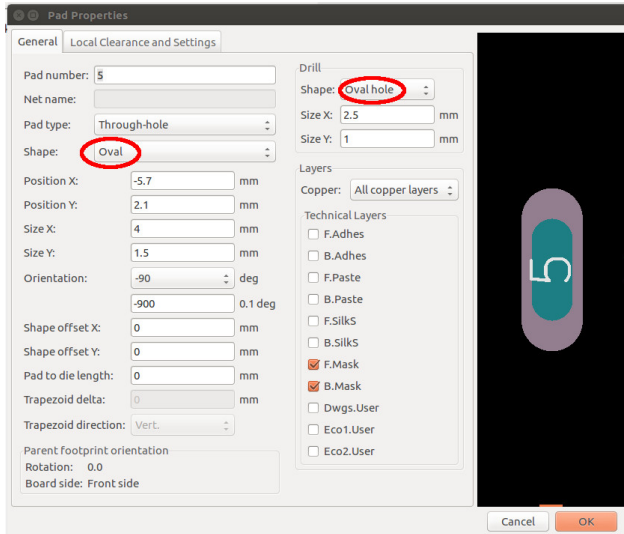 Pad Properties
General Local Clearance and Settings
Pad number: 5
Net name:
Pad type: Through-hole
Shape: Oval
Position X: -5.7 mm
Position Y: 2.1 mm
Size X: 4 mm
Size Y: 1.5 mm
Orientation: -90 deg
-900 0.1 deg
Shape offset X: 0 mm
Shape offset Y: 0 mm
Pad to die length: 0 mm
Trapezoid delta: 0 mm
Trapezoid direction: Vert.
Parent footprint orientation
Rotation: 0.0
Board side: Front side
Drill
Shape: Oval hole
Size X: 2.5 mm
Size Y: 1 mm
Layers
Copper: All copper layers
Technical Layers
F.Adhes
B.Adhes
F.Paste
B.Paste
F.SilkS
B.SilkS
F.Mask
B.Mask
Dwgs.User
Eco1.User
Eco2.User
5
Cancel OK